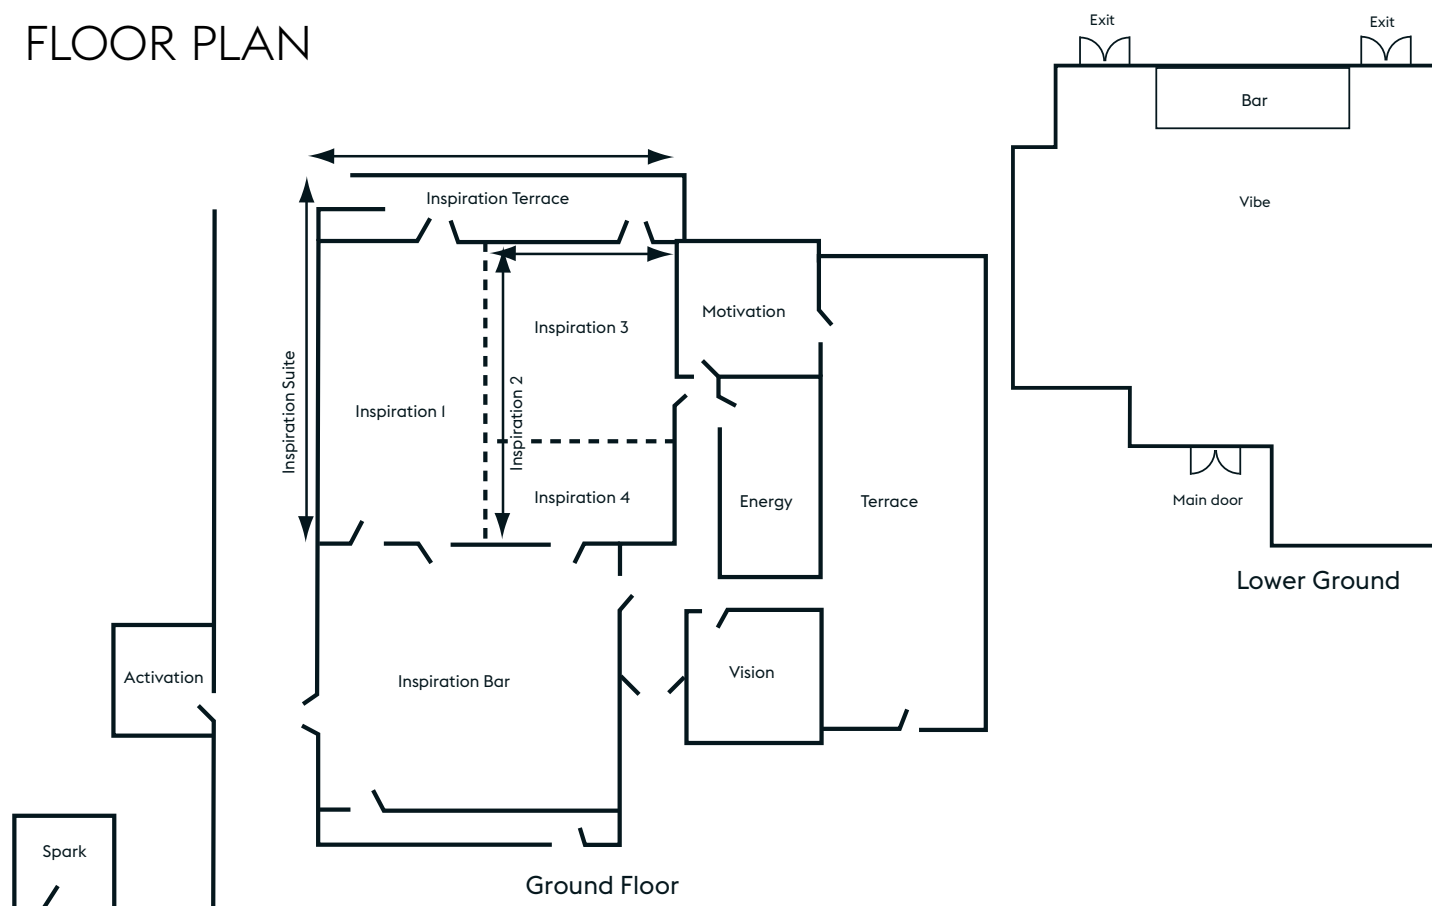 FLOOR PLAN
Exit
Exit
Bar
Inspiration Terrace
Vibe
Motivation
Inspiration 3
Inspiration Suite
Inspiration 1
Inspiration 2
Inspiration 4
Energy
Terrace
Main door
Lower Ground
Activation
Inspiration Bar
Vision
Spark
Ground Floor